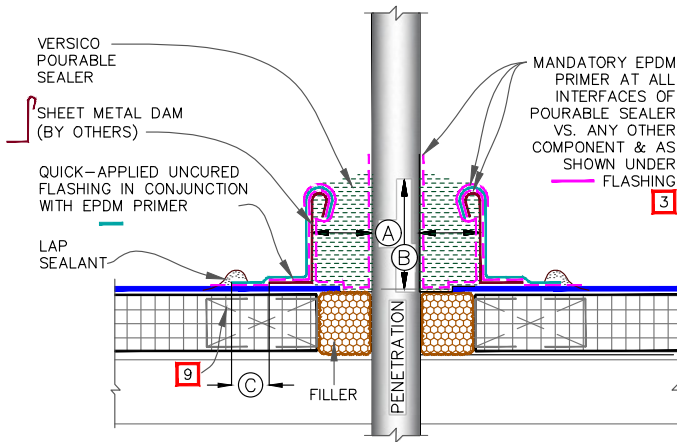 VERSICO
POURABLE
SEALER
SHEET METAL DAM
(BY OTHERS)
QUICK-APPLIED UNCURED
FLASHING IN CONJUNCTION
WITH EPDM PRIMER
LAP
SEALANT
MANDATORY EPDM
PRIMER AT ALL
INTERFACES OF
POURABLE SEALER
VS. ANY OTHER
COMPONENT & AS
SHOWN UNDER
FLASHING
3
A
B
PENETRATION
9
C
FILLER